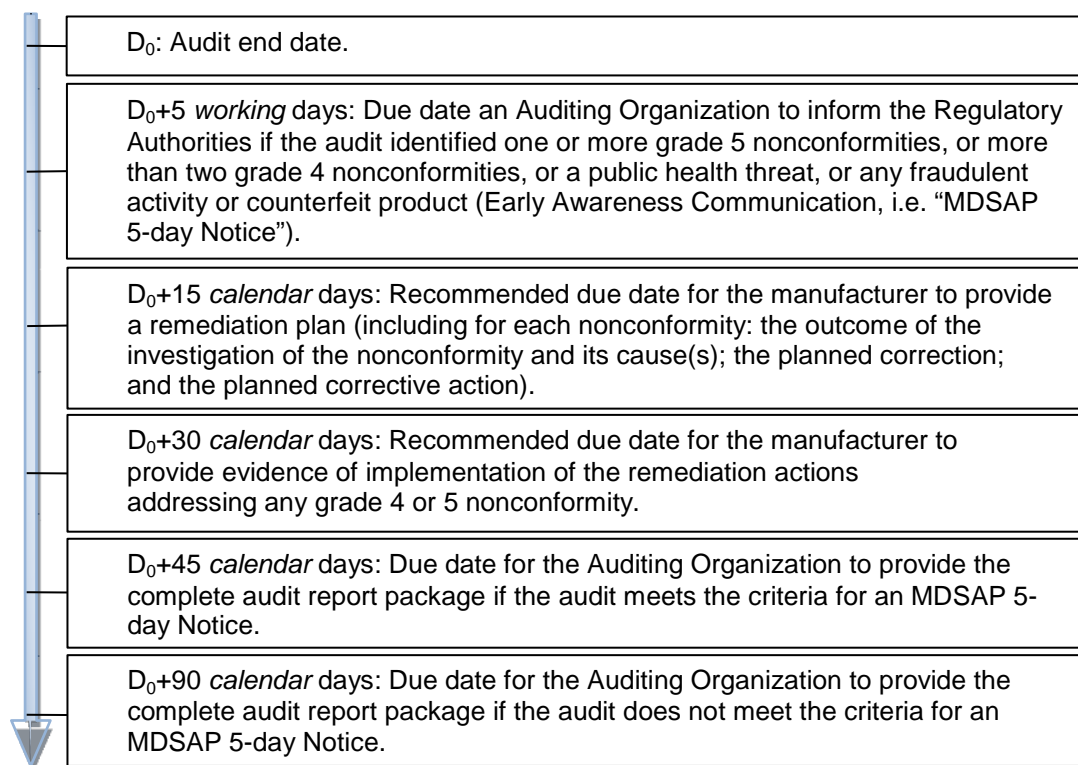 D₀: Audit end date.
D₀+5 working days: Due date an Auditing Organization to inform the Regulatory
Authorities if the audit identified one or more grade 5 nonconformities, or more
than two grade 4 nonconformities, or a public health threat, or any fraudulent
activity or counterfeit product (Early Awareness Communication, i.e. “MDSAP
5-day Notice”).
D₀+15 calendar days: Recommended due date for the manufacturer to provide
a remediation plan (including for each nonconformity: the outcome of the
investigation of the nonconformity and its cause(s); the planned correction;
and the planned corrective action).
D₀+30 calendar days: Recommended due date for the manufacturer to
provide evidence of implementation of the remediation actions
addressing any grade 4 or 5 nonconformity.
D₀+45 calendar days: Due date for the Auditing Organization to provide the
complete audit report package if the audit meets the criteria for an MDSAP 5-
day Notice.
D₀+90 calendar days: Due date for the Auditing Organization to provide the
complete audit report package if the audit does not meet the criteria for an
MDSAP 5-day Notice.